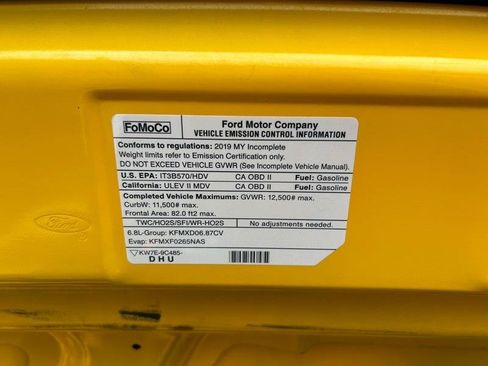 FoMoCo
Ford Motor Company
VEHICLE EMISSION CONTROL INFORMATION
Conforms to regulations: 2019 MY Incomplete
Weight limits refer to Emission Certification only.
DO NOT EXCEED VEHICLE GVWR (See Incomplete Vehicle Manual).
U.S. EPA: IT3B570/HDV CA OBD II Fuel: Gasoline
California: ULEV II MDV CA OBD II Fuel: Gasoline
Completed Vehicle Maximums: GVWR: 12,500# max.
CurbW: 11,500# max.
Frontal Area: 82.0 ft2 max.
TWC/HO2S/SFI/WR-HO2S No adjustments needed.
6.8L-Group: KFMXD06.87CV
Evap: KFMXF0265NAS
KW7E-9C485-
DHU
Ford